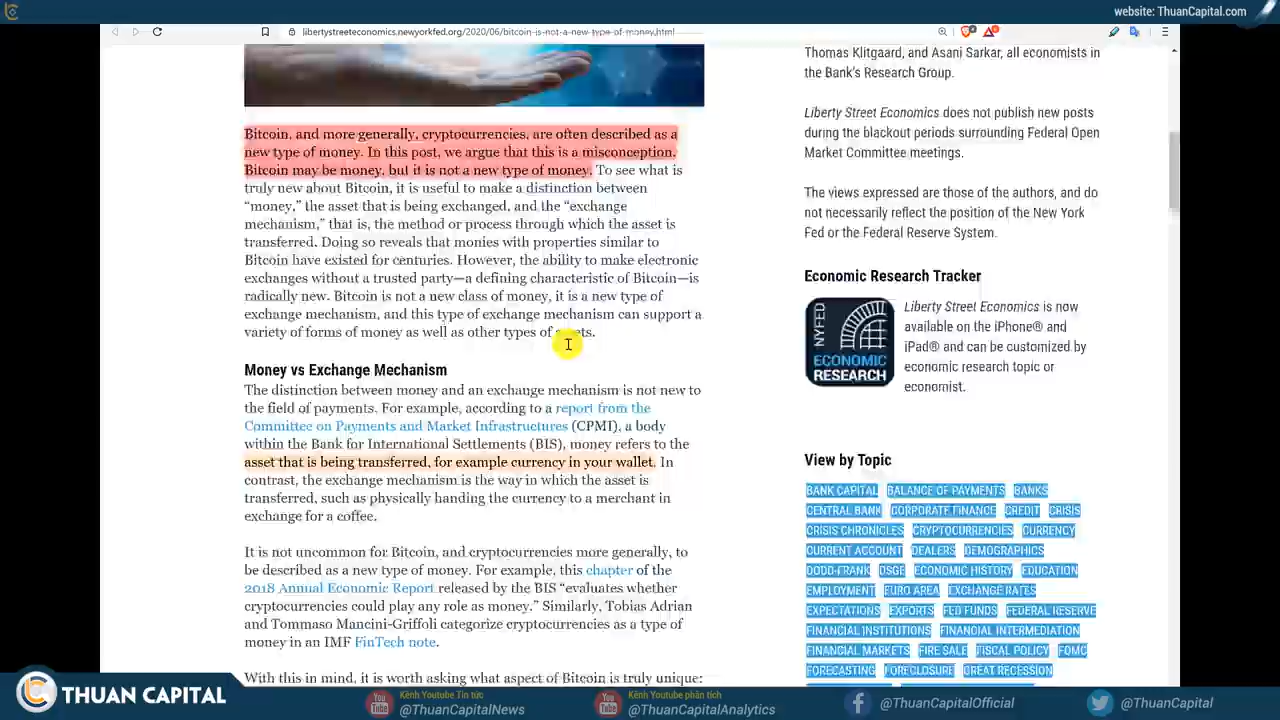 website: ThuanCapital.com
libertystreeteconomics.newyorkfed.org/2020/06/bitcoin-is-not-a-new-type-of-money.html
Bitcoin, and more generally, cryptocurrencies, are often described as a
new type of money. In this post, we argue that this is a misconception.
Bitcoin may be money, but it is not a new type of money. To see what is
truly new about Bitcoin, it is useful to make a distinction between
“money,” the asset that is being exchanged, and the “exchange
mechanism,” that is, the method or process through which the asset is
transferred. Doing so reveals that monies with properties similar to
Bitcoin have existed for centuries. However, the ability to make electronic
exchanges without a trusted party—a defining characteristic of Bitcoin—is
radically new. Bitcoin is not a new class of money, it is a new type of
exchange mechanism, and this type of exchange mechanism can support a
variety of forms of money as well as other types of assets.
Money vs Exchange Mechanism
The distinction between money and an exchange mechanism is not new to
the field of payments. For example, according to a report from the
Committee on Payments and Market Infrastructures (CPMI), a body
within the Bank for International Settlements (BIS), money refers to the
asset that is being transferred, for example currency in your wallet. In
contrast, the exchange mechanism is the way in which the asset is
transferred, such as physically handing the currency to a merchant in
exchange for a coffee.
It is not uncommon for Bitcoin, and cryptocurrencies more generally, to
be described as a new type of money. For example, this chapter of the
2018 Annual Economic Report released by the BIS “evaluates whether
cryptocurrencies could play any role as money.” Similarly, Tobias Adrian
and Tommaso Mancini-Griffoli categorize cryptocurrencies as a type of
money in an IMF FinTech note.
With this in mind, it is worth asking what aspect of Bitcoin is truly unique:
Thomas Klitgaard, and Asani Sarkar, all economists in
the Bank's Research Group.
Liberty Street Economics does not publish new posts
during the blackout periods surrounding Federal Open
Market Committee meetings.
The views expressed are those of the authors, and do
not necessarily reflect the position of the New York
Fed or the Federal Reserve System.
Economic Research Tracker
NYFED
ECONOMIC
RESEARCH
Liberty Street Economics is now
available on the iPhone® and
iPad® and can be customized by
economic research topic or
economist.
View by Topic
BANK CAPITAL BALANCE OF PAYMENTS BANKS
CENTRAL BANK CORPORATE FINANCE CREDIT CRISIS
CRISIS CHRONICLES CRYPTOCURRENCIES CURRENCY
CURRENT ACCOUNT DEALERS DEMOGRAPHICS
DODD-FRANK DSGE ECONOMIC HISTORY EDUCATION
EMPLOYMENT EURO AREA EXCHANGE RATES
EXPECTATIONS EXPORTS FED FUNDS FEDERAL RESERVE
FINANCIAL INSTITUTIONS FINANCIAL INTERMEDIATION
FINANCIAL MARKETS FIRE SALE FISCAL POLICY FOMC
FORECASTING FORECLOSURE GREAT RECESSION
THUAN CAPITAL
Kênh Youtube Tin tức
@ThuanCapitalNews
Kênh Youtube phân tích
@ThuanCapitalAnalytics
@ThuanCapitalOfficial
@ThuanCapital